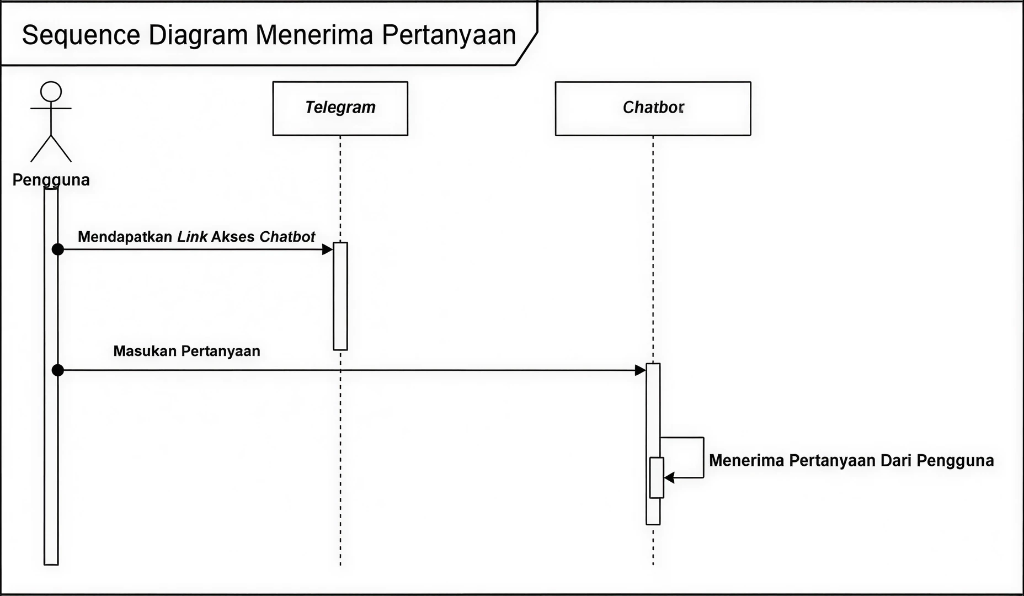 Sequence Diagram Menerima Pertanyaan
Telegram
Chatbot
Pengguna
Mendapatkan Link Akses Chatbot
Masukan Pertanyaan
Menerima Pertanyaan Dari Pengguna